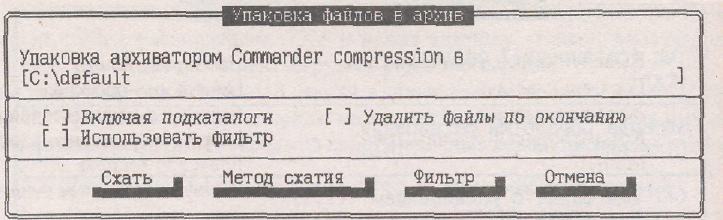 Упаковка файлов в архив
Упаковка архиватором Commander compression в
[C:\default ]
[ ] Включая подкаталоги [ ] Удалить файлы по окончанию
[ ] Использовать фильтр
Сжать Метод сжатия Фильтр Отмена